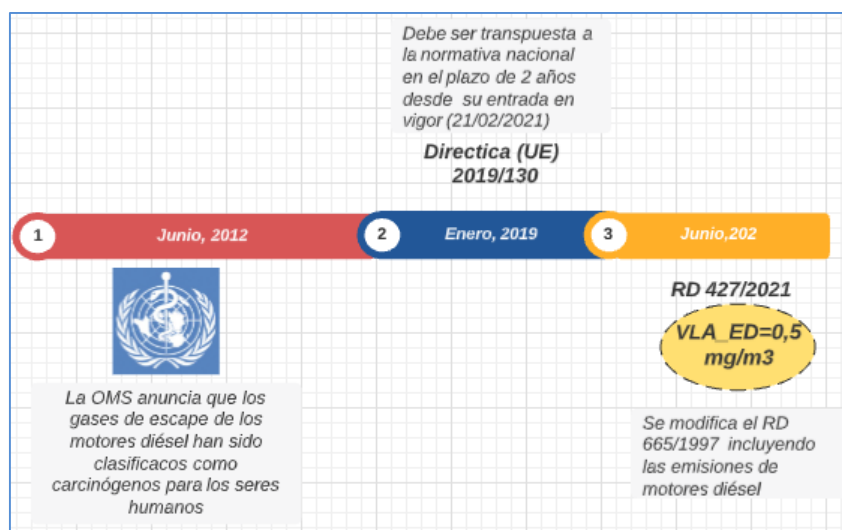 Debe ser transpuesta a
la normativa nacional
en el plazo de 2 años
desde su entrada en
vigor (21/02/2021)
Directica (UE)
2019/130
1
Junio, 2012
2
Enero, 2019
3
Junio,202
La OMS anuncia que los
gases de escape de los
motores diésel han sido
clasificacos como
carcinógenos para los seres
humanos
RD 427/2021
VLA_ED=0,5
mg/m3
Se modifica el RD
665/1997 incluyendo
las emisiones de
motores diésel